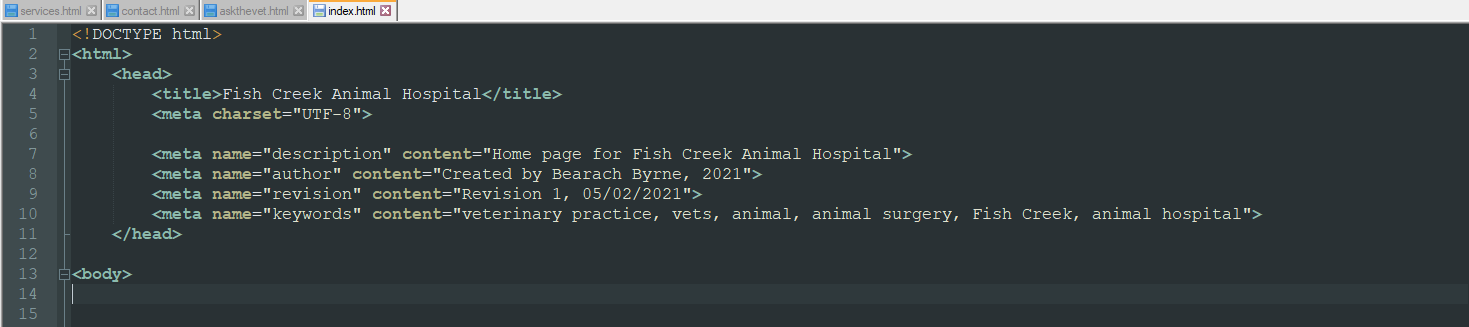 services.html contact.html askthevet.html index.html
1 <!DOCTYPE html>
2 <html>
3 <head>
4 <title>Fish Creek Animal Hospital</title>
5 <meta charset="UTF-8">
6
7 <meta name="description" content="Home page for Fish Creek Animal Hospital">
8 <meta name="author" content="Created by Bearach Byrne, 2021">
9 <meta name="revision" content="Revision 1, 05/02/2021">
10 <meta name="keywords" content="veterinary practice, vets, animal, animal surgery, Fish Creek, animal hospital">
11 </head>
12
13 <body>
14
15